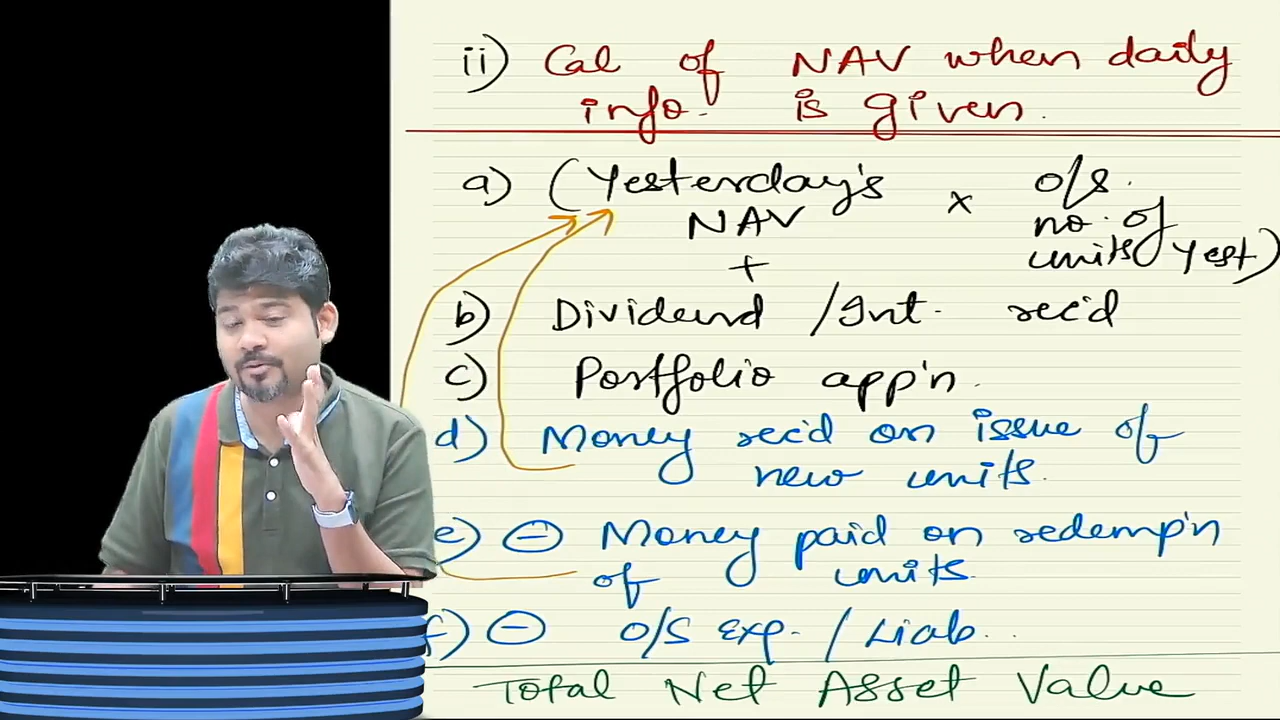 ii) Cal of NAV when daily
info. is given.
a) (Yesterday's x o/s.
NAV no. of
units Yest)
+
b) Dividend /Int. rec'd
c) Portfolio app'n.
d) Money rec'd on issue of
new units.
e) ⊖ Money paid on redemp'n
of units.
f) ⊖ O/S Exp. / Liab..
Total Net Asset Value